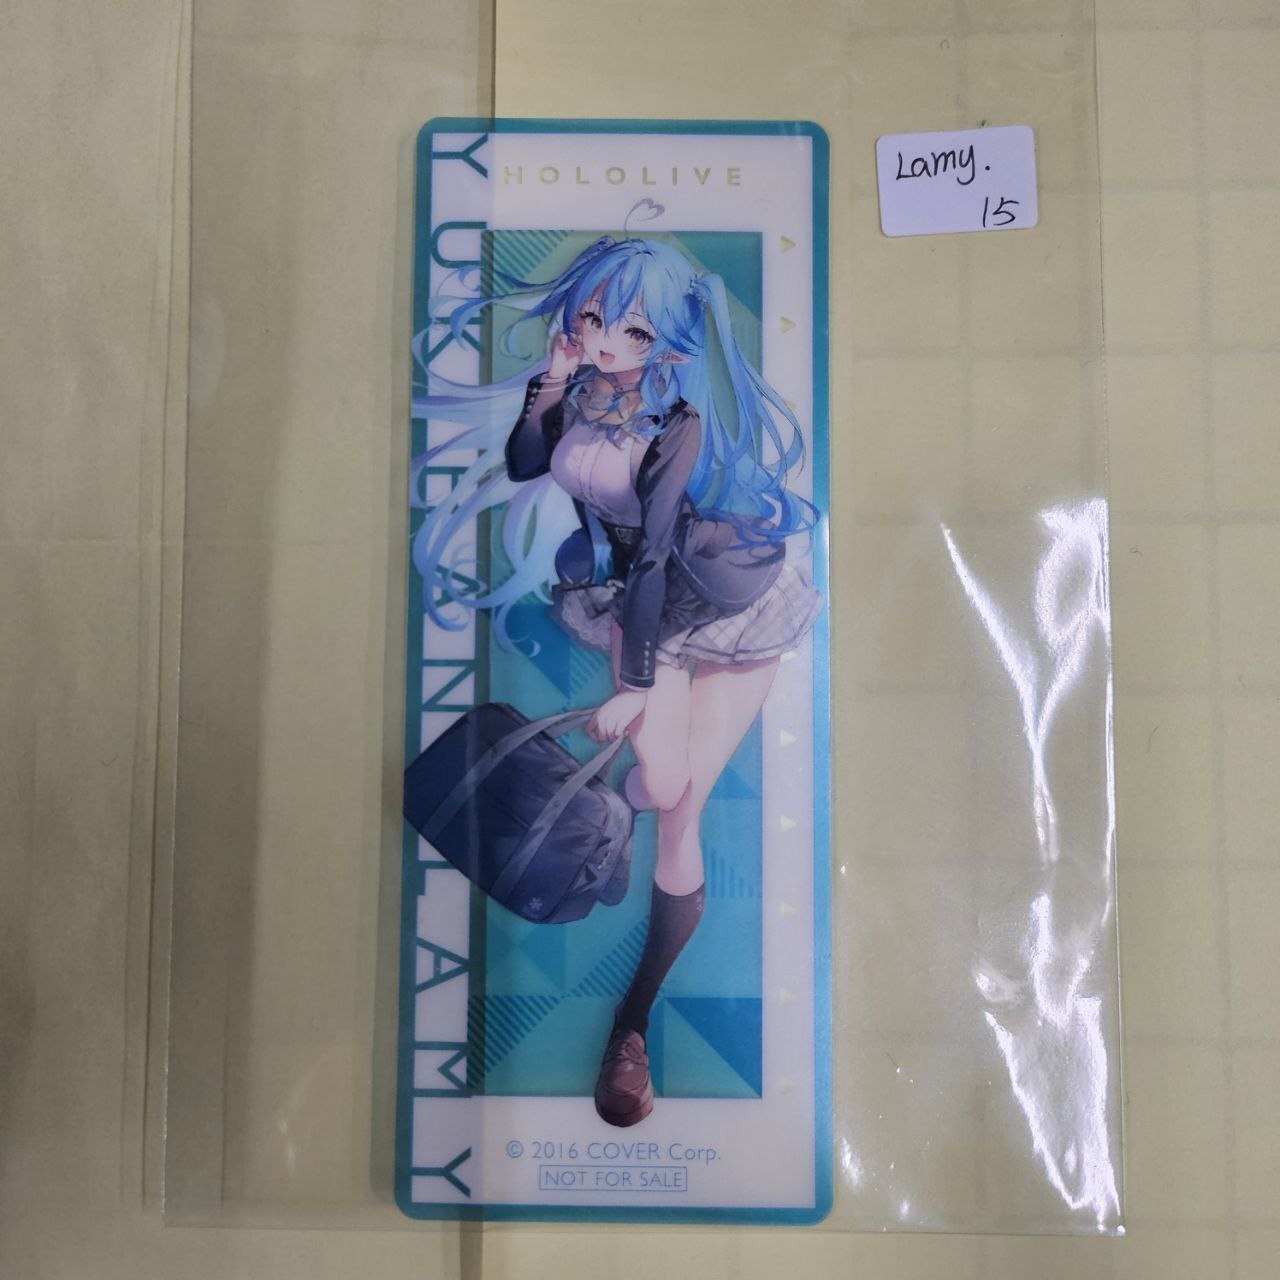 HOLOLIVE
YUKIHANA LAMY
Lamy.
15
© 2016 COVER Corp.
NOT FOR SALE